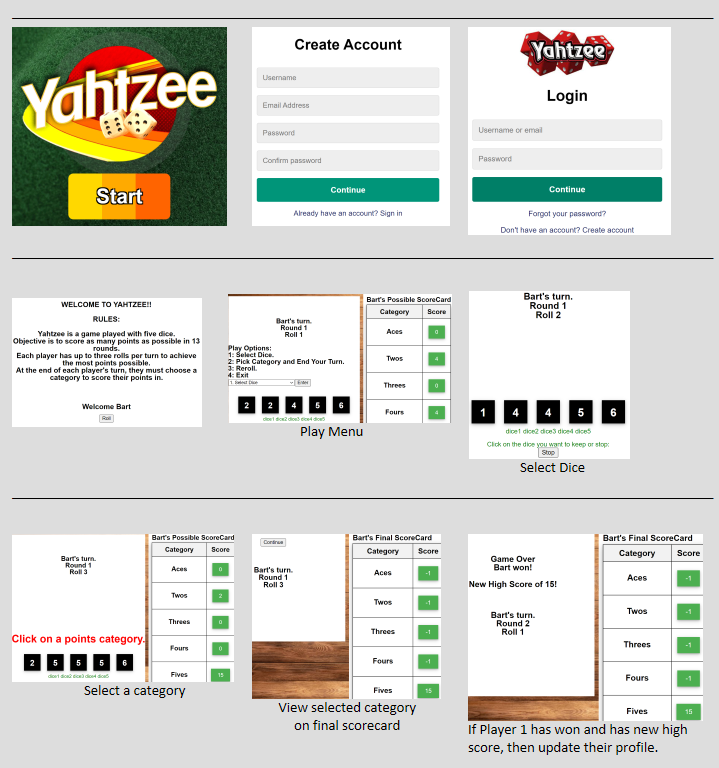 Yahtzee
Start
Create Account
Username
Email Address
Password
Confirm password
Continue
Already have an account? Sign in
Yahtzee
Login
Username or email
Password
Continue
Forgot your password?
Don't have an account? Create account
WELCOME TO YAHTZEE!!
RULES:
Yahtzee is a game played with five dice.
Objective is to score as many points as possible in 13
rounds.
Each player has up to three rolls per turn to achieve
the most points possible.
At the end of each player's turn, they must choose a
category to score their points in.
Welcome Bart
Roll
Bart's turn.
Round 1
Roll 1
Play Options:
1: Select Dice.
2: Pick Category and End Your Turn.
3: Reroll.
4: Exit
1. Select Dice Enter
2 2 4 5 6
dice1 dice2 dice3 dice4 dice5
Bart's Possible ScoreCard
Category Score
Aces 0
Twos 4
Threes 0
Fours 4
Play Menu
Bart's turn.
Round 1
Roll 2
1 4 4 5 6
dice1 dice2 dice3 dice4 dice5
Click on the dice you want to keep or stop:
Stop
Select Dice
Bart's turn.
Round 1
Roll 3
Click on a points category.
2 5 5 5 6
dice1 dice2 dice3 dice4 dice5
Bart's Possible ScoreCard
Category Score
Aces 0
Twos 2
Threes 0
Fours 0
Fives 15
Select a category
Continue
Bart's turn.
Round 1
Roll 3
Bart's Final ScoreCard
Category Score
Aces -1
Twos -1
Threes -1
Fours -1
Fives 15
View selected category
on final scorecard
Game Over
Bart won!
New High Score of 15!
Bart's turn.
Round 2
Roll 1
Bart's Final ScoreCard
Category Score
Aces -1
Twos -1
Threes -1
Fours -1
Fives 15
If Player 1 has won and has new high
score, then update their profile.